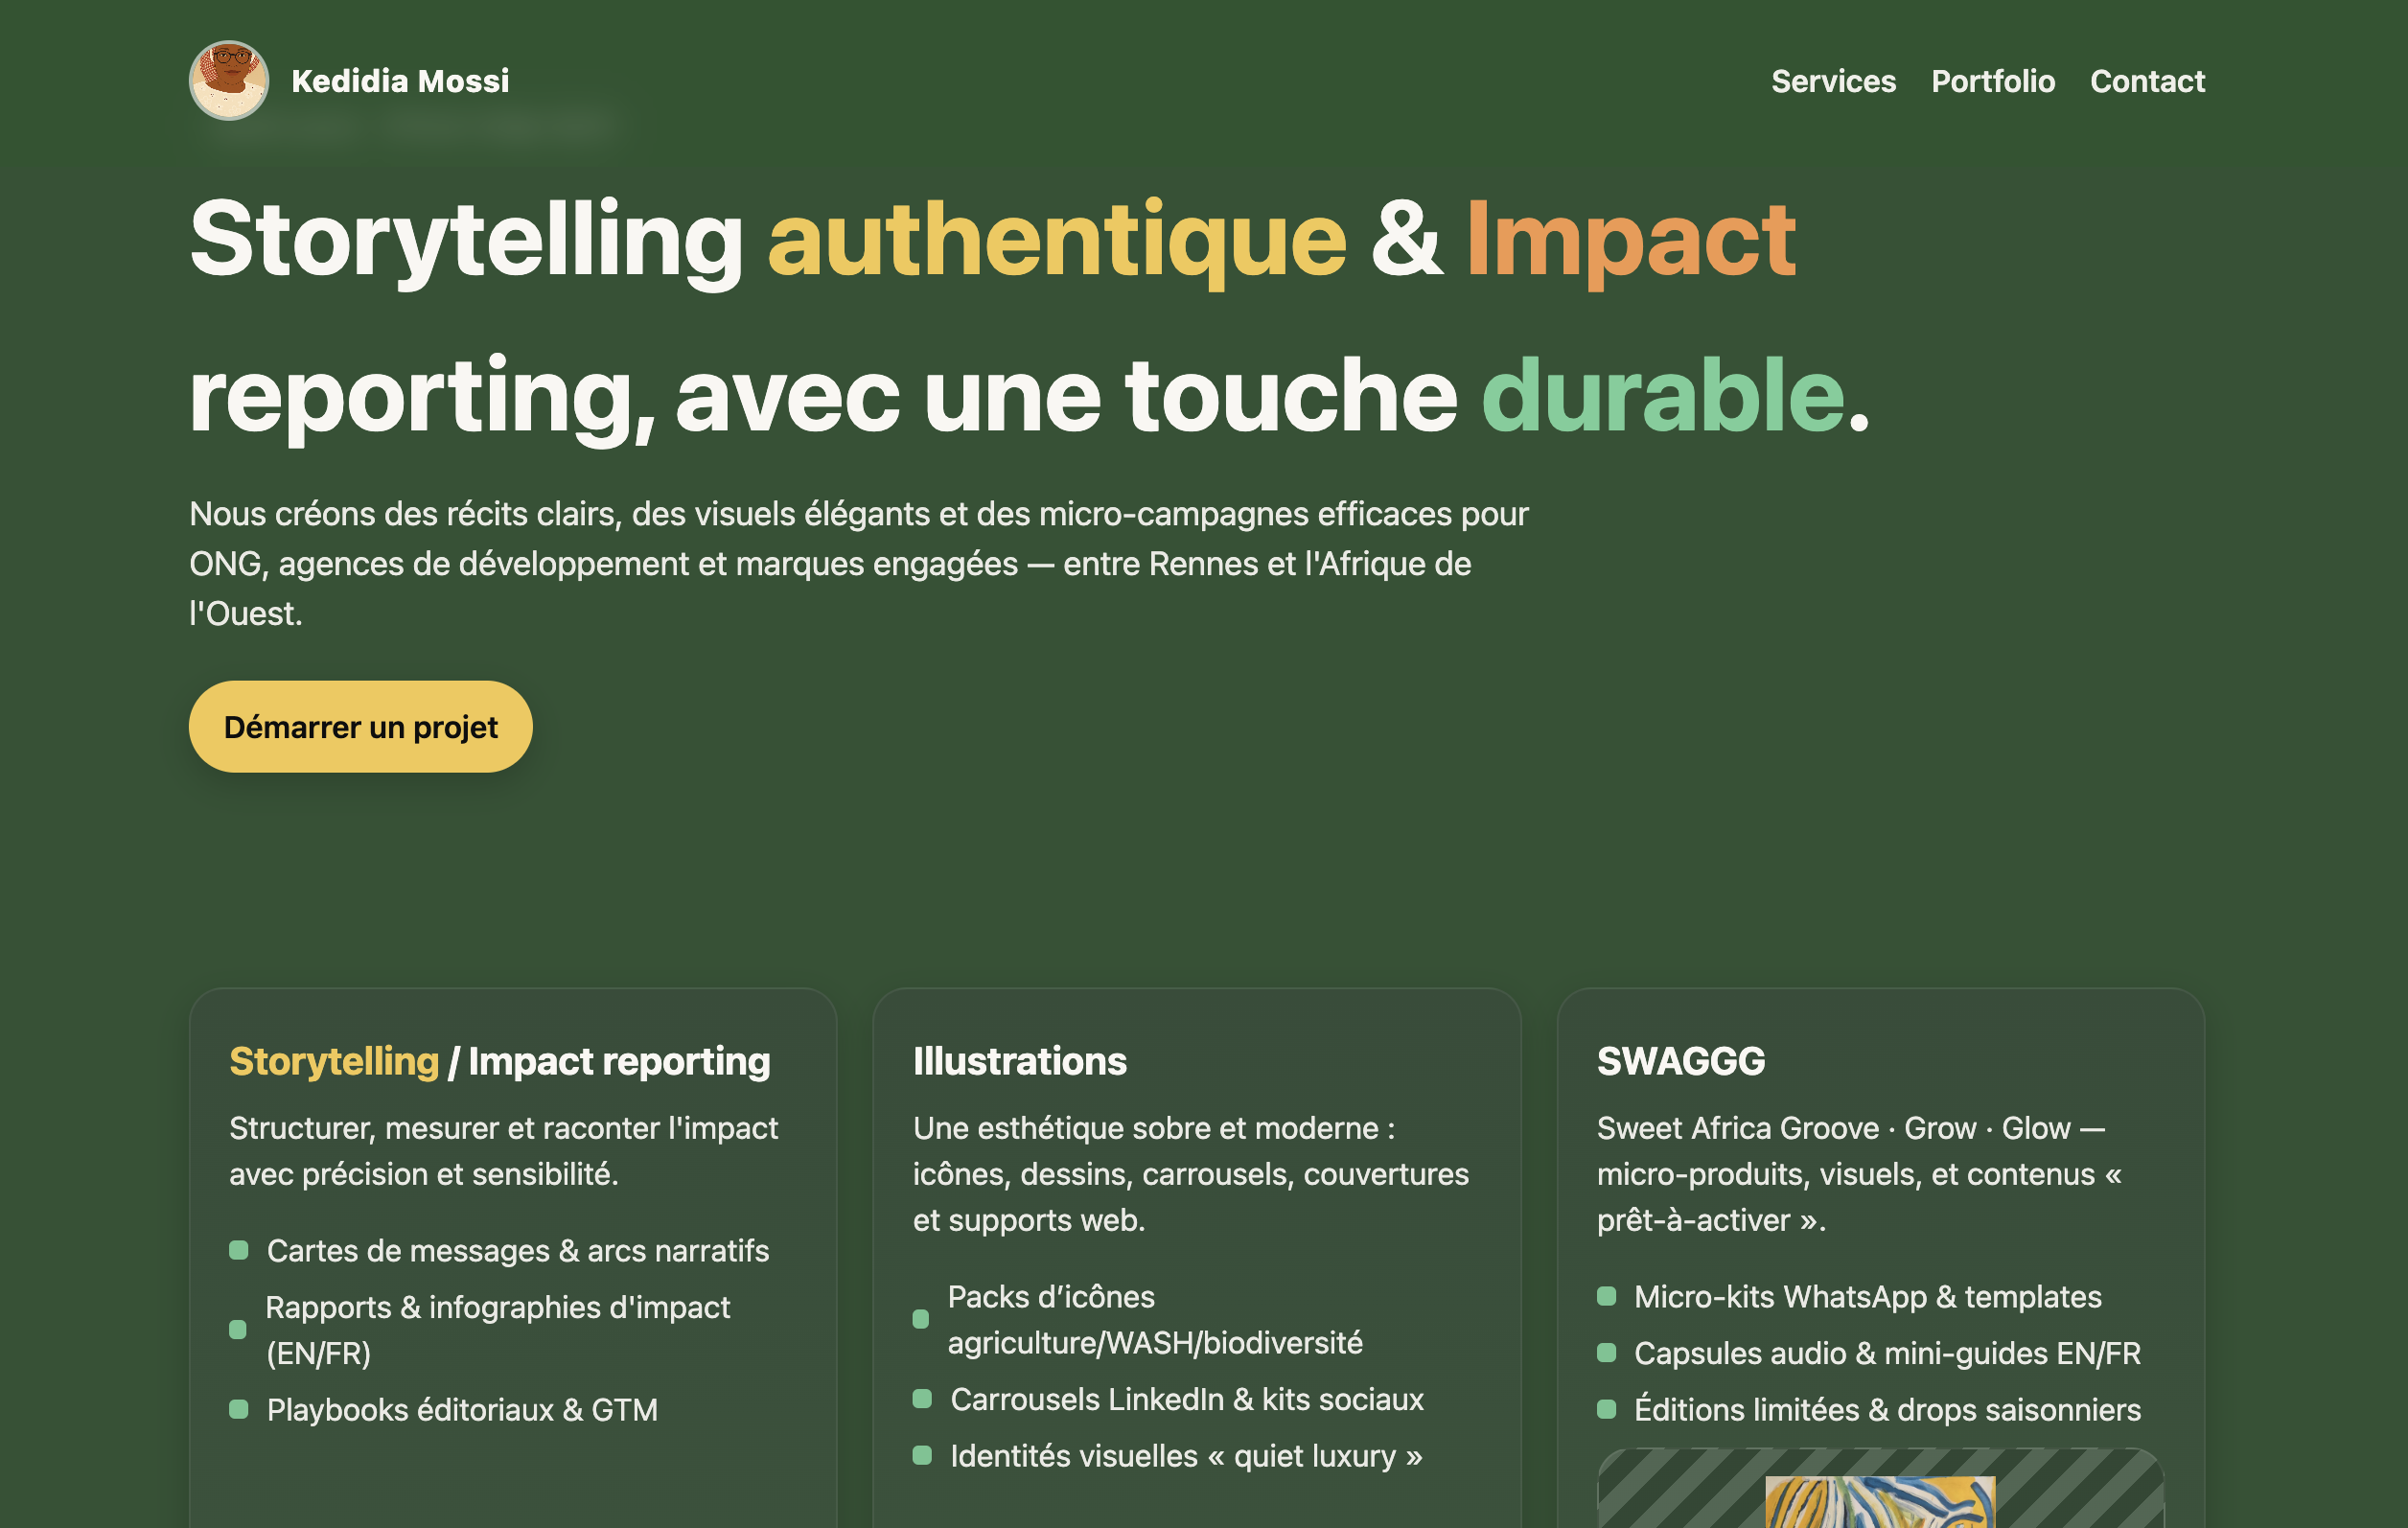 Kedidia Mossi
Services Portfolio Contact
Storytelling authentique & Impact
reporting, avec une touche durable.
Nous créons des récits clairs, des visuels élégants et des micro-campagnes efficaces pour
ONG, agences de développement et marques engagées — entre Rennes et l'Afrique de
l'Ouest.
Démarrer un projet
Storytelling / Impact reporting
Structurer, mesurer et raconter l'impact
avec précision et sensibilité.
Cartes de messages & arcs narratifs
Rapports & infographies d'impact
(EN/FR)
Playbooks éditoriaux & GTM
Illustrations
Une esthétique sobre et moderne :
icônes, dessins, carrousels, couvertures
et supports web.
Packs d’icônes
agriculture/WASH/biodiversité
Carrousels LinkedIn & kits sociaux
Identités visuelles « quiet luxury »
SWAGGG
Sweet Africa Groove · Grow · Glow —
micro-produits, visuels, et contenus «
prêt-à-activer ».
Micro-kits WhatsApp & templates
Capsules audio & mini-guides EN/FR
Éditions limitées & drops saisonniers